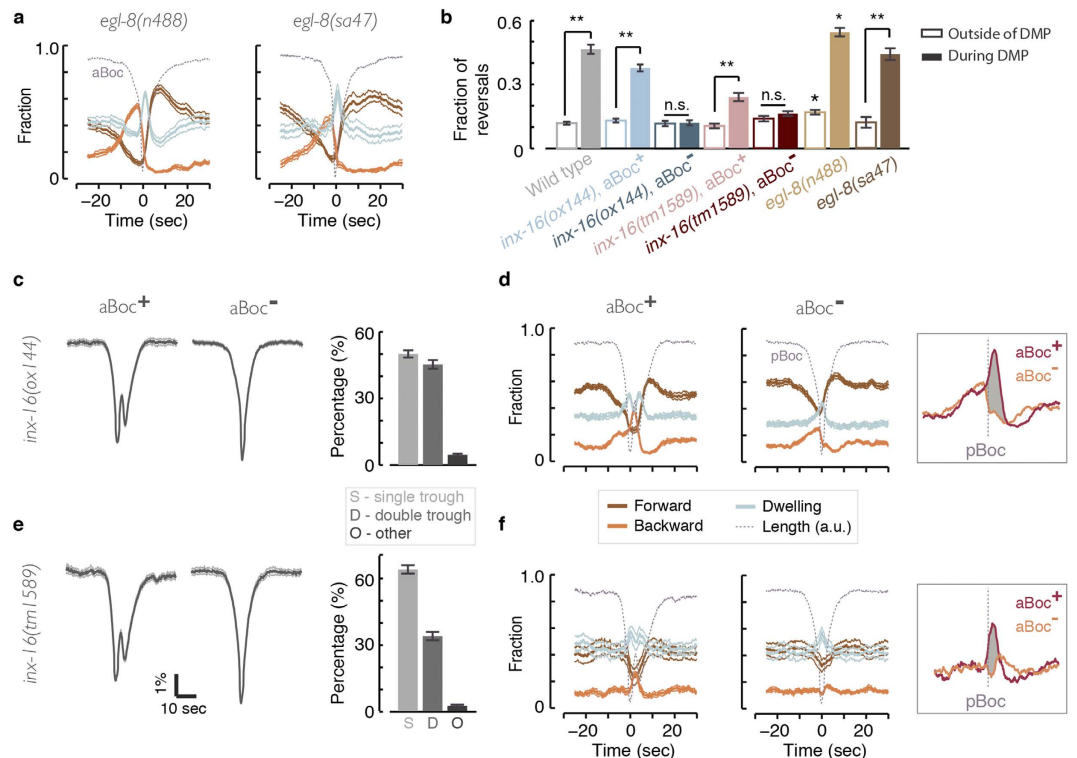 a
egl-8(n488)
egl-8(sa47)
1.0
Fraction
0
aBoc
−20 0 20
−20 0 20
Time (sec)
Time (sec)
b
0.6
0.3
0
Fraction of
reversals
**
**
n.s.
**
n.s.
*
*
**
Outside of DMP
During DMP
Wild type
inx-16(ox144), aBoc+
inx-16(ox144), aBoc-
inx-16(tm1589), aBoc+
inx-16(tm1589), aBoc-
egl-8(n488)
egl-8(sa47)
c
aBoc+
aBoc-
inx-16(ox144)
60
30
0
Percentage (%)
S - single trough
D - double trough
O - other
d
aBoc+
aBoc-
1.0
Fraction
0
pBoc
aBoc+
aBoc-
pBoc
Forward
Backward
Dwelling
Length (a.u.)
e
inx-16(tm1589)
1%
10 sec
60
30
0
Percentage (%)
S D O
f
1.0
Fraction
0
−20 0 20
−20 0 20
Time (sec)
Time (sec)
aBoc+
aBoc-
pBoc